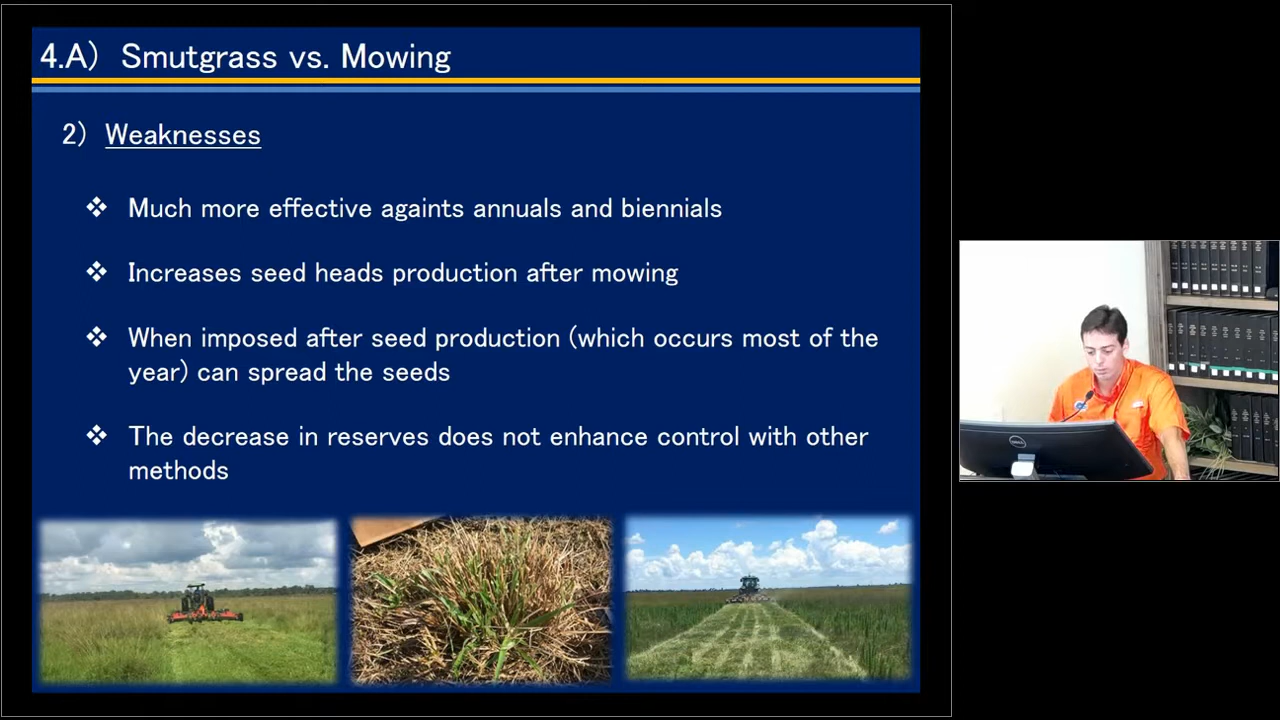 4.A) Smutgrass vs. Mowing
2) Weaknesses
❖ Much more effective againts annuals and biennials
❖ Increases seed heads production after mowing
❖ When imposed after seed production (which occurs most of the
year) can spread the seeds
❖ The decrease in reserves does not enhance control with other
methods
DELL